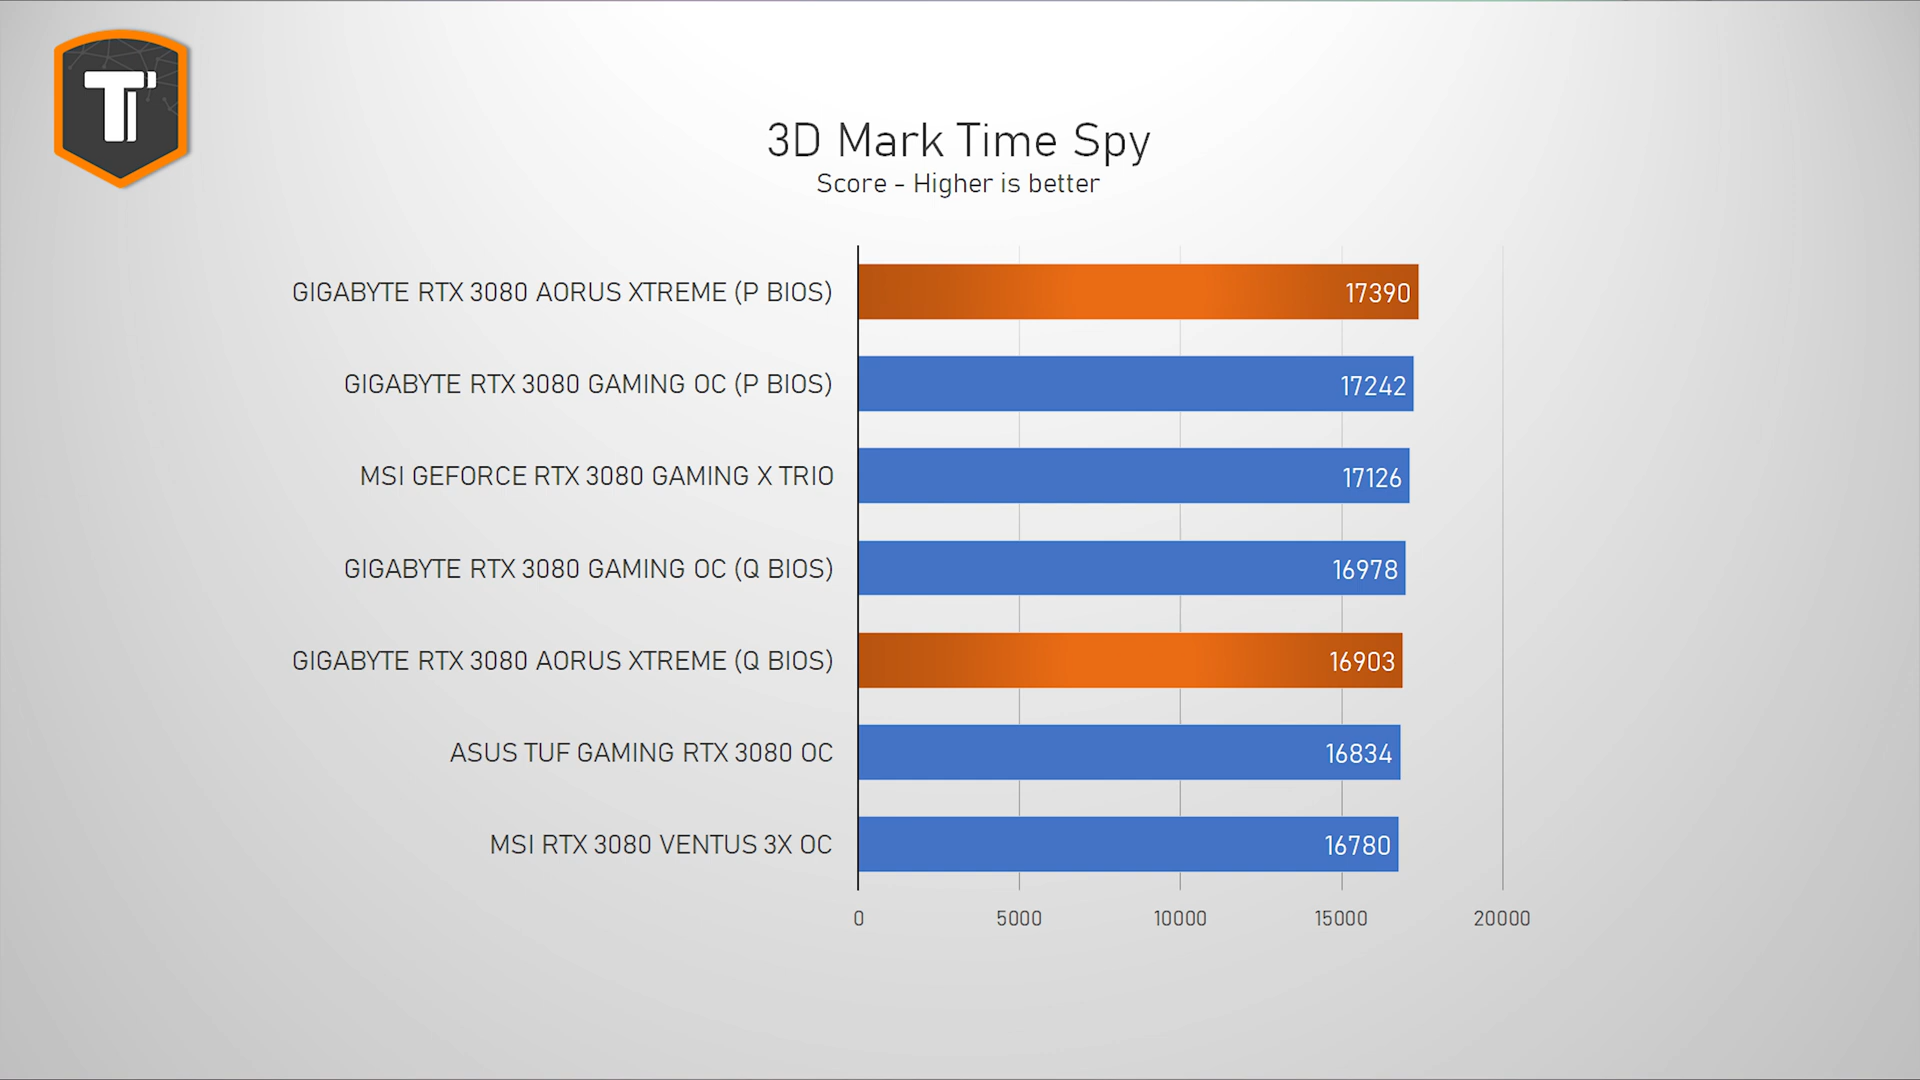 3D Mark Time Spy
Score - Higher is better
GIGABYTE RTX 3080 AORUS XTREME (P BIOS) 17390
GIGABYTE RTX 3080 GAMING OC (P BIOS) 17242
MSI GEFORCE RTX 3080 GAMING X TRIO 17126
GIGABYTE RTX 3080 GAMING OC (Q BIOS) 16978
GIGABYTE RTX 3080 AORUS XTREME (Q BIOS) 16903
ASUS TUF GAMING RTX 3080 OC 16834
MSI RTX 3080 VENTUS 3X OC 16780
0 5000 10000 15000 20000